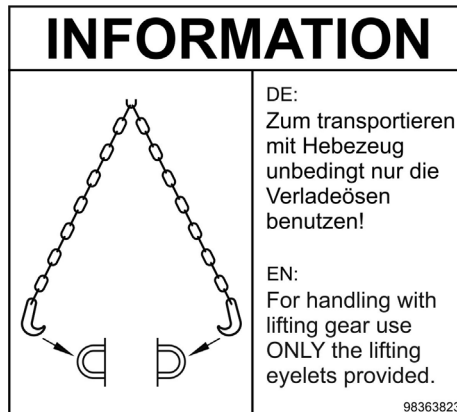 INFORMATION
DE:
Zum transportieren
mit Hebezeug
unbedingt nur die
Verladeösen
benutzen!
EN:
For handling with
lifting gear use
ONLY the lifting
eyelets provided.
98363823